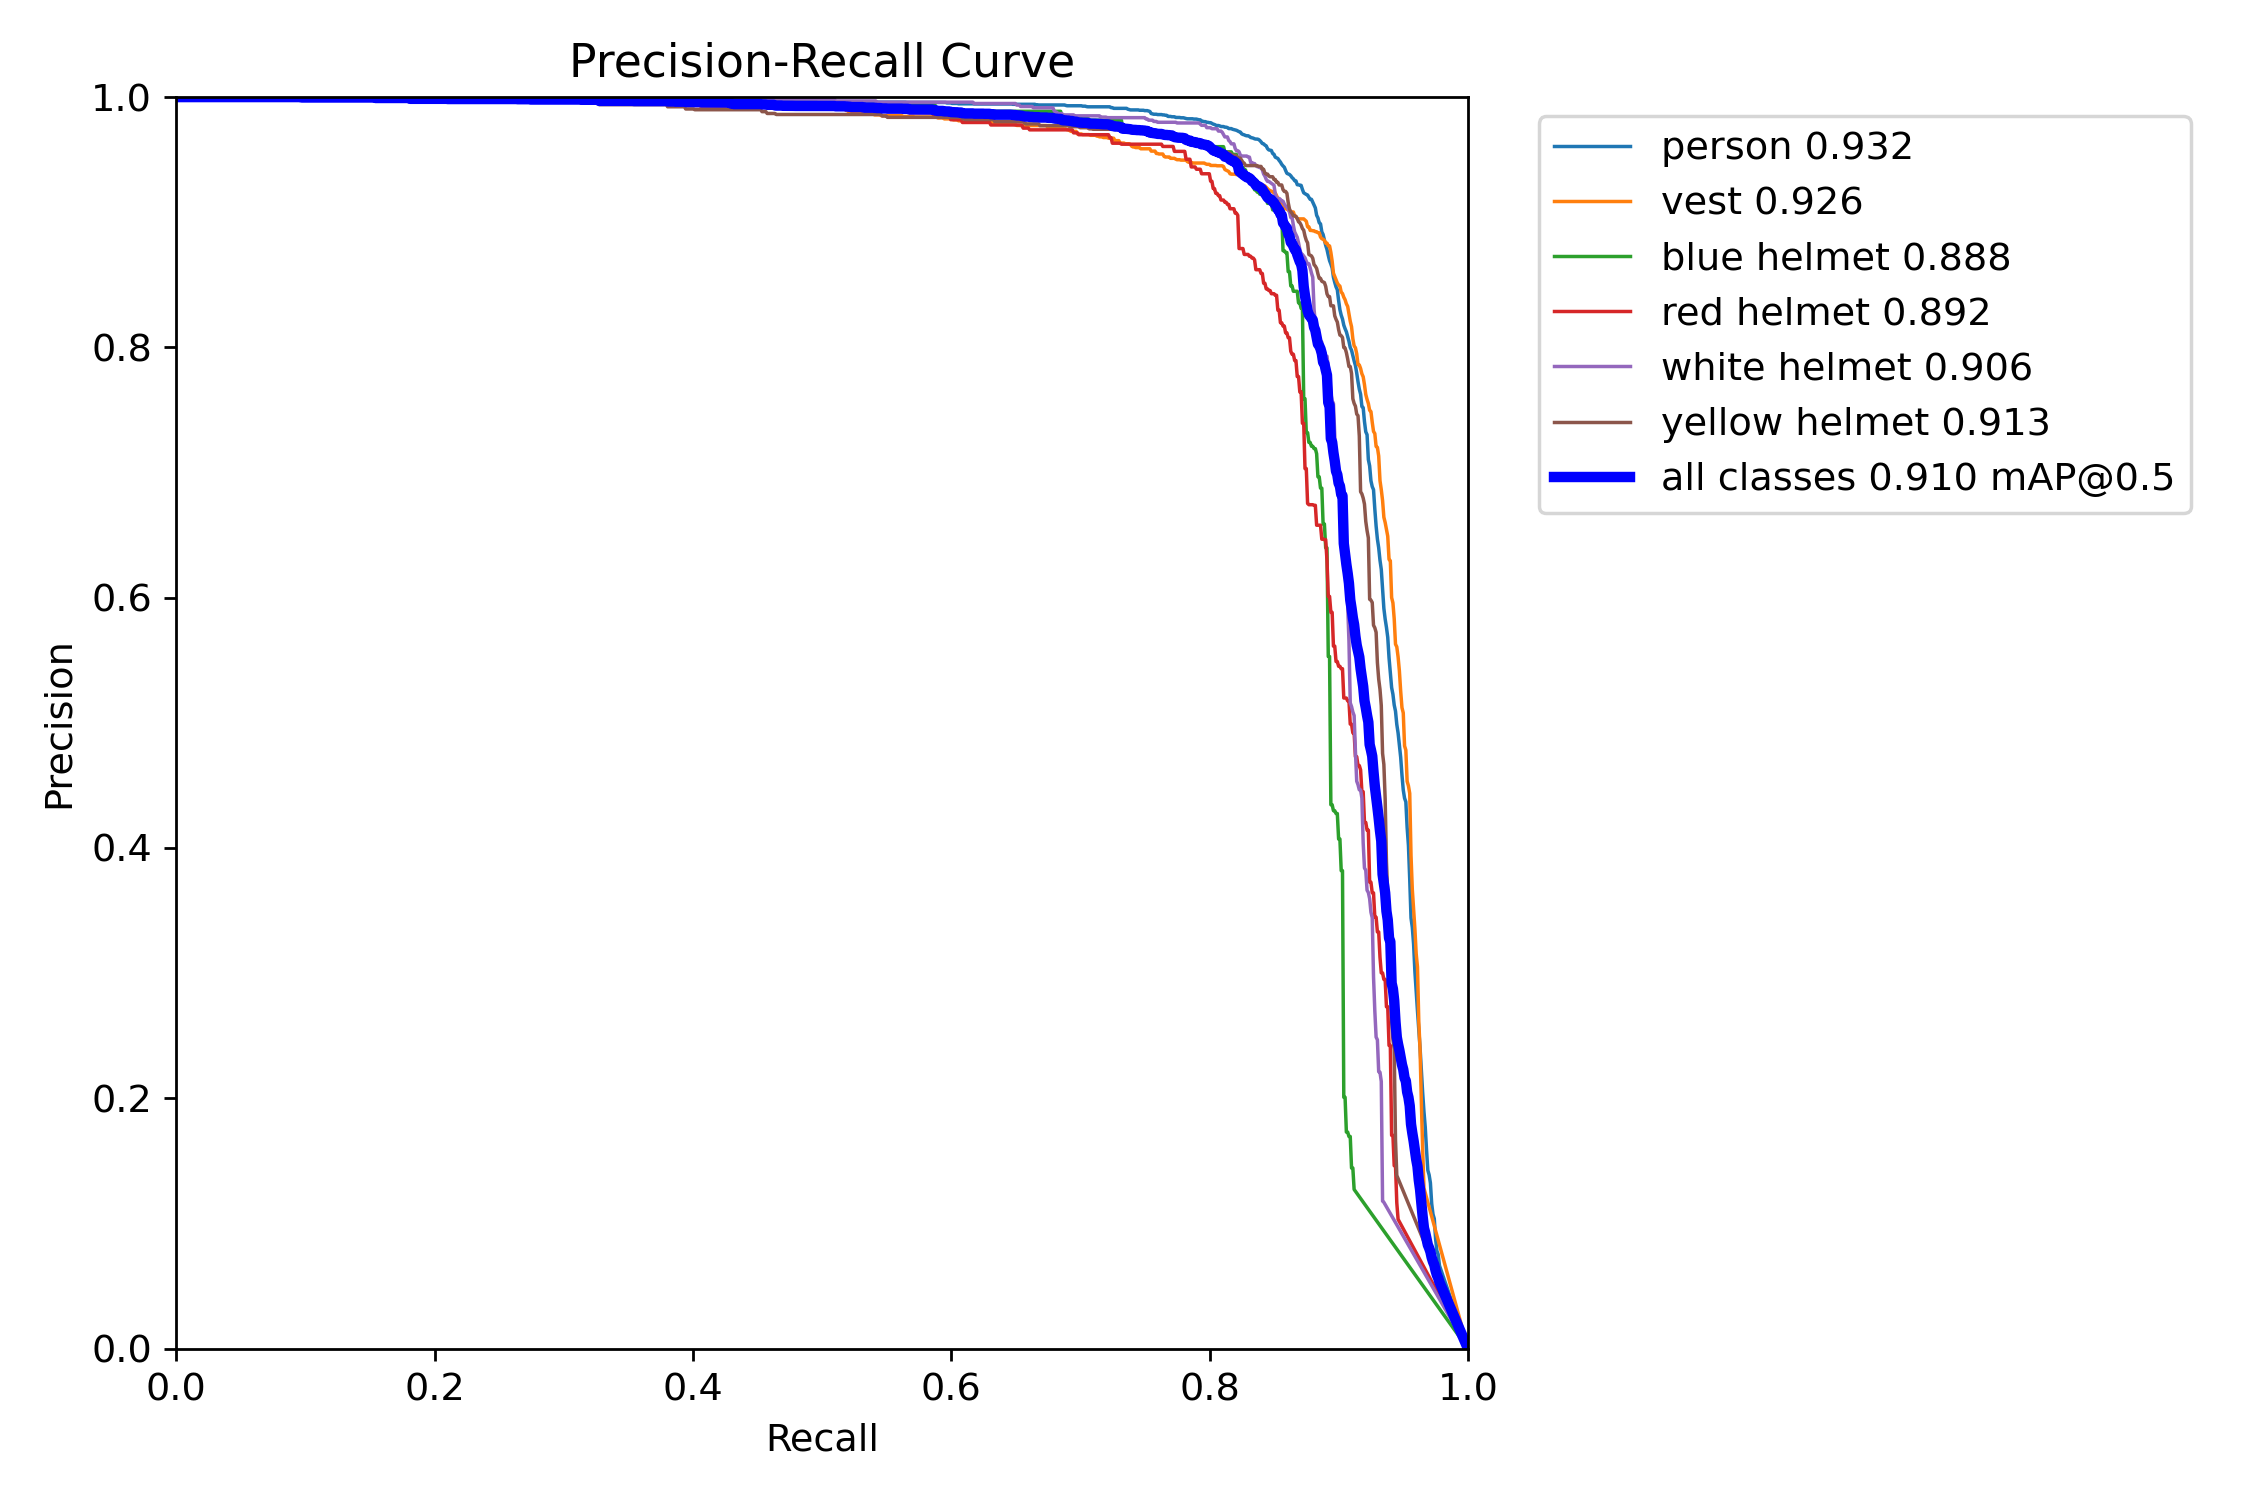 Precision-Recall Curve
1.0
0.8
0.6
0.4
0.2
0.0
Precision
0.0 0.2 0.4 0.6 0.8 1.0
Recall
person 0.932
vest 0.926
blue helmet 0.888
red helmet 0.892
white helmet 0.906
yellow helmet 0.913
all classes 0.910 mAP@0.5